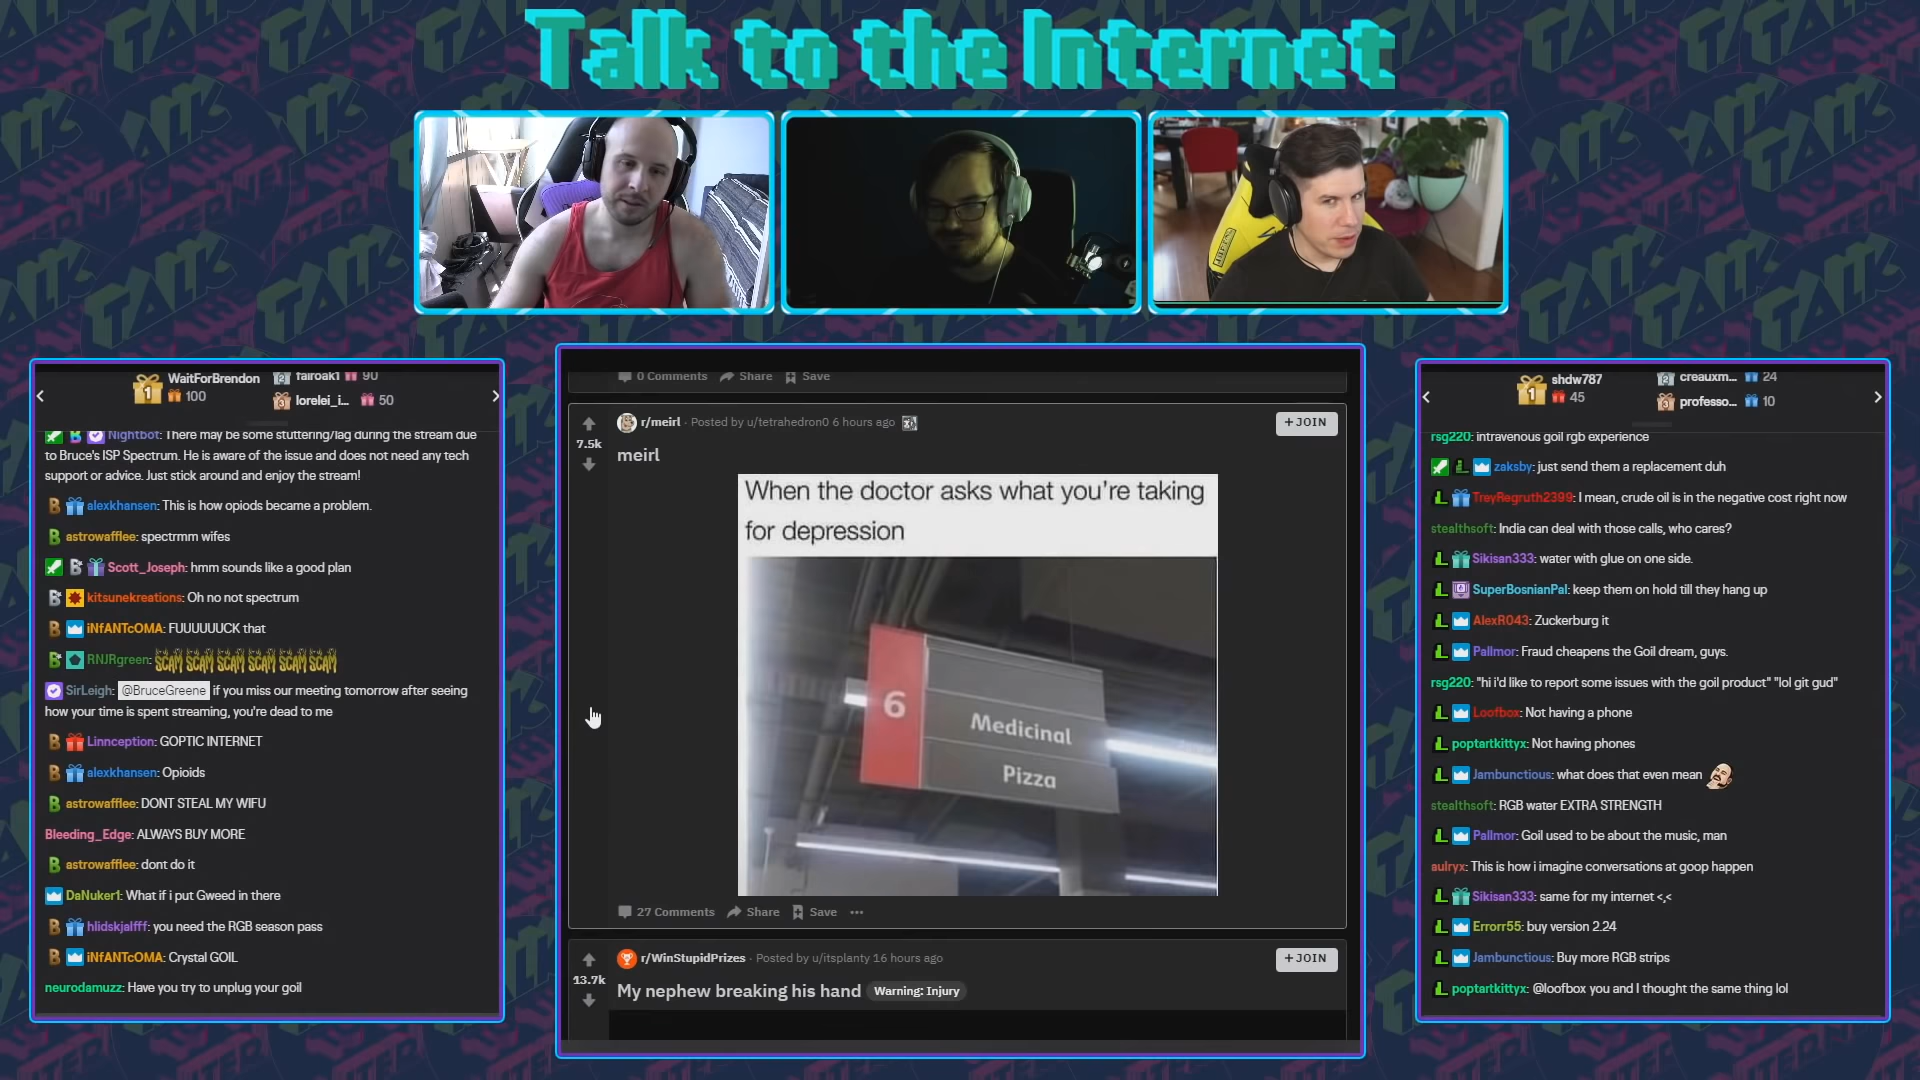 Talk to the Internet
WaitForBrendon
100
fairoak1 90
lorelei_i... 50
Nightbot: There may be some stuttering/lag during the stream due
to Bruce's ISP Spectrum. He is aware of the issue and does not need any tech
support or advice. Just stick around and enjoy the stream!
alexkhansen: This is how opiods became a problem.
astrowafflee: spectrmm wifes
Scott_Joseph: hmm sounds like a good plan
kitsunekreations: Oh no not spectrum
iNfANTcOMA: FUUUUUUCK that
RNJRgreen: SCAM SCAM SCAM SCAM SCAM SCAM
SirLeigh: @BruceGreene if you miss our meeting tomorrow after seeing
how your time is spent streaming, you're dead to me
Linnception: GOPTIC INTERNET
alexkhansen: Opioids
astrowafflee: DONT STEAL MY WIFU
Bleeding_Edge: ALWAYS BUY MORE
astrowafflee: dont do it
DaNuker1: What if i put Gweed in there
hlidskjalfff: you need the RGB season pass
iNfANTcOMA: Crystal GOIL
neurodamuzz: Have you try to unplug your goil
0 Comments Share Save
r/meirl · Posted by u/tetrahedron0 6 hours ago
+ JOIN
7.5k
meirl
When the doctor asks what you're taking
for depression
6
Medicinal
Pizza
27 Comments Share Save ...
r/WinStupidPrizes · Posted by u/itsplanty 16 hours ago
+ JOIN
13.7k
My nephew breaking his hand Warning: Injury
shdw787
45
creauxm... 24
professo... 10
rsg220: intravenous goil rgb experience
zaksby: just send them a replacement duh
TreyRegruth2399: I mean, crude oil is in the negative cost right now
stealthsoft: India can deal with those calls, who cares?
Sikisan333: water with glue on one side.
SuperBosnianPal: keep them on hold till they hang up
AlexR043: Zuckerburg it
Pallmor: Fraud cheapens the Goil dream, guys.
rsg220: "hi i'd like to report some issues with the goil product" "lol git gud"
Loofbox: Not having a phone
poptartkittyx: Not having phones
Jambunctious: what does that even mean
stealthsoft: RGB water EXTRA STRENGTH
Pallmor: Goil used to be about the music, man
aulryx: This is how i imagine conversations at goop happen
Sikisan333: same for my internet <,<
Errorr55: buy version 2.24
Jambunctious: Buy more RGB strips
poptartkittyx: @loofbox you and I thought the same thing lol